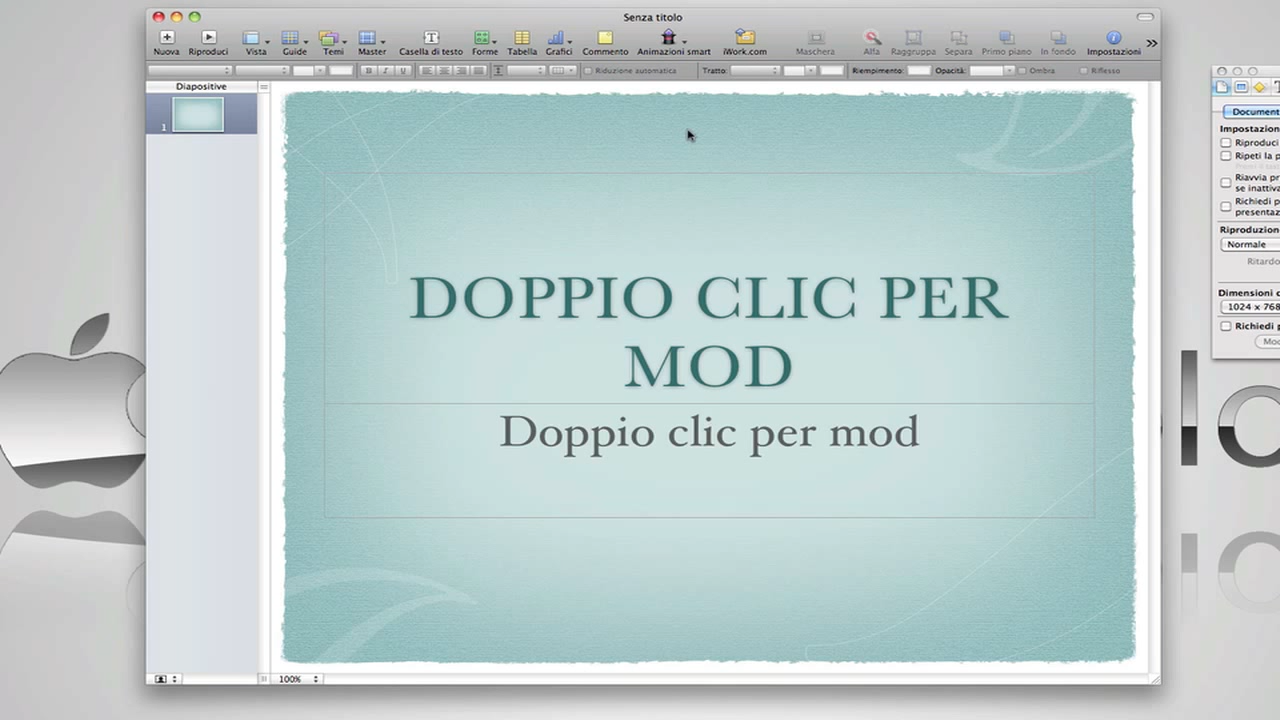 Senza titolo
Nuova Riproduci Vista Guide Temi Master Casella di testo Forme Tabella Grafici Commento Animazioni smart iWork.com Maschera Alfa Raggruppa Separa Primo piano In fondo Impostazioni
B I U Riduzione automatica Tratto: Riempimento: Opacità: Ombra Riflesso
Diapositive
1
DOPPIO CLIC PER
MOD
Doppio clic per mod
100%
Document
Impostazion
Riproduci
Ripeti la p
Riavvia pr
se inattiva
Richiedi p
presentaz
Riproduzion
Normale
Ritardo
Dimensioni d
1024 x 768
Richiedi p
Mod